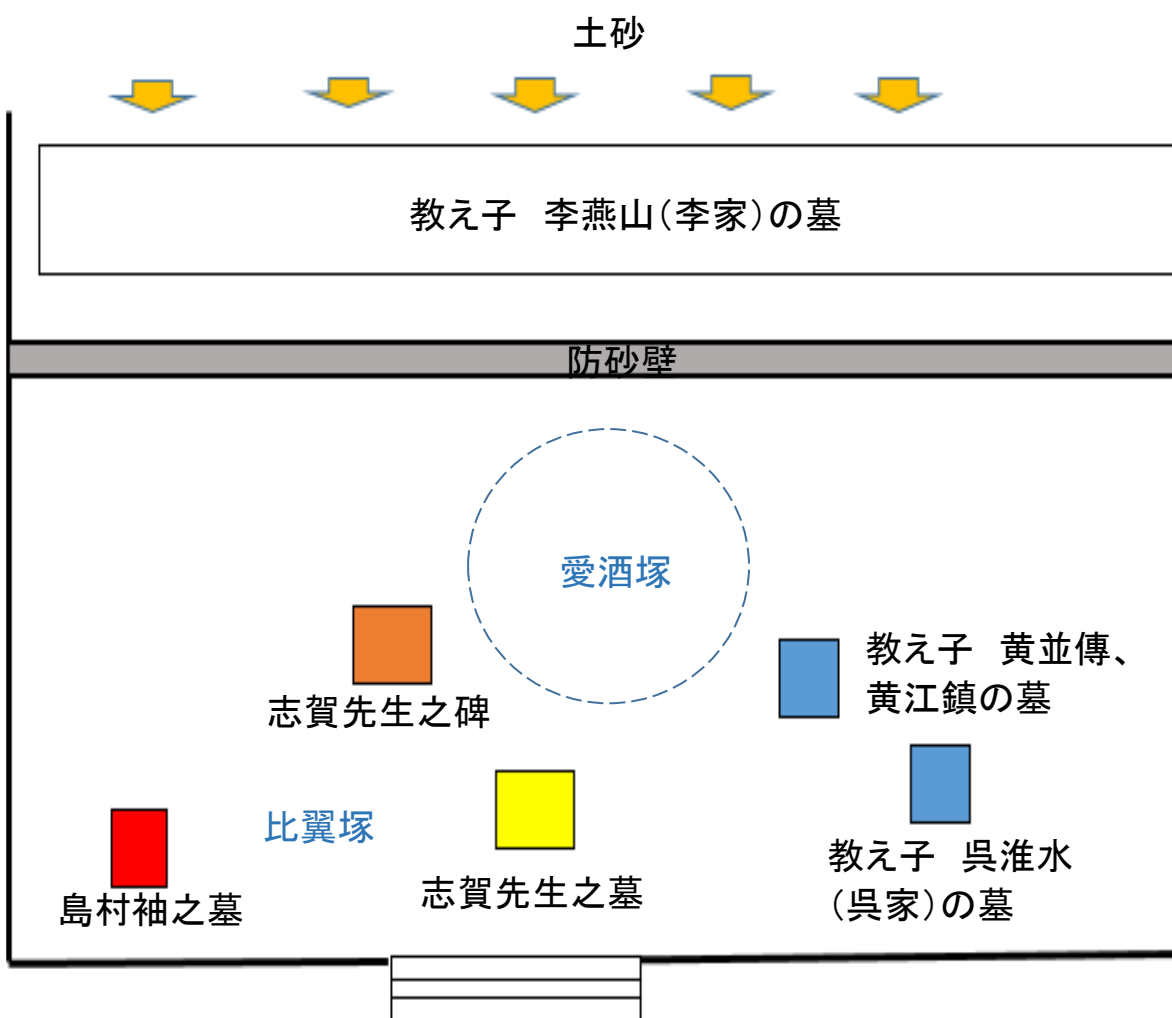 土砂
教え子　李燕山(李家)の墓
防砂壁
愛酒塚
教え子　黄並傳、
黄江鎮の墓
志賀先生之碑
比翼塚
教え子　呉淮水
(呉家)の墓
志賀先生之墓
島村袖之墓